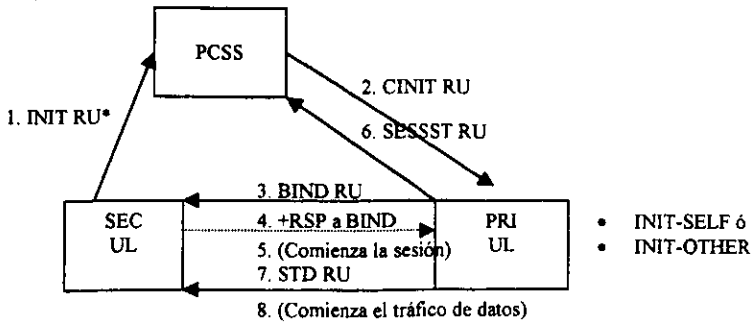 PCSS
1. INIT RU*
2. CINIT RU
6. SESSST RU
3. BIND RU
SEC
UL
4. +RSP a BIND
PRI
UL
5. (Comienza la sesión)
7. STD RU
8. (Comienza el tráfico de datos)
• INIT-SELF ó
• INIT-OTHER